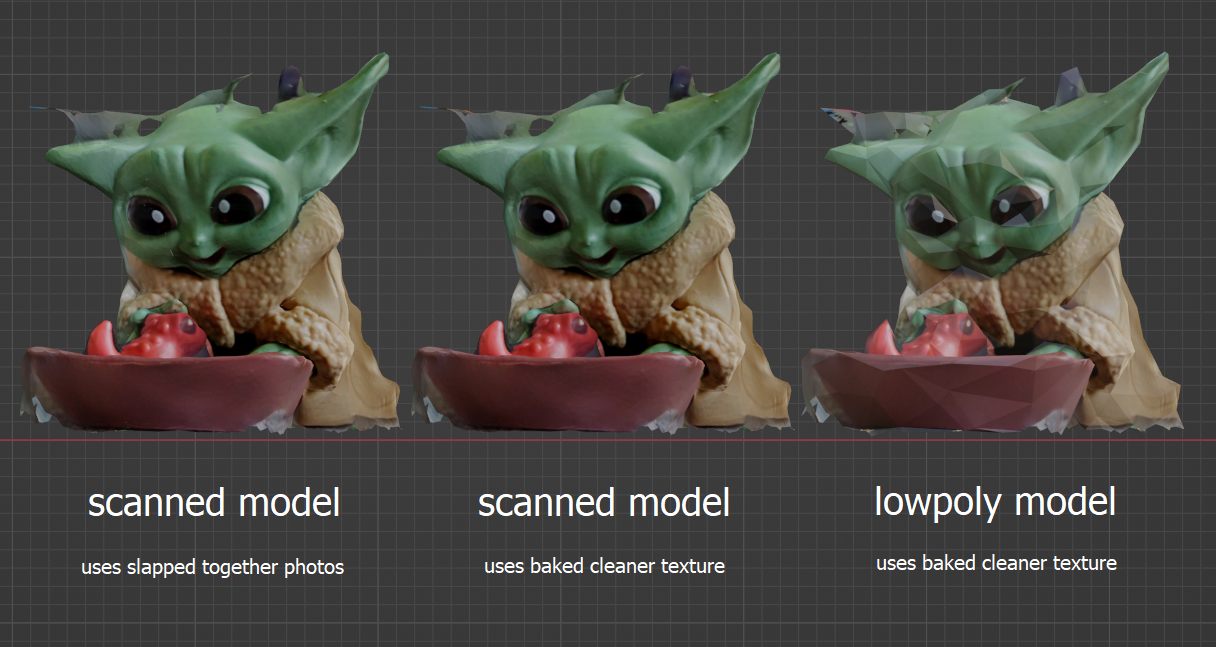 scanned model
scanned model
lowpoly model
uses slapped together photos
uses baked cleaner texture
uses baked cleaner texture